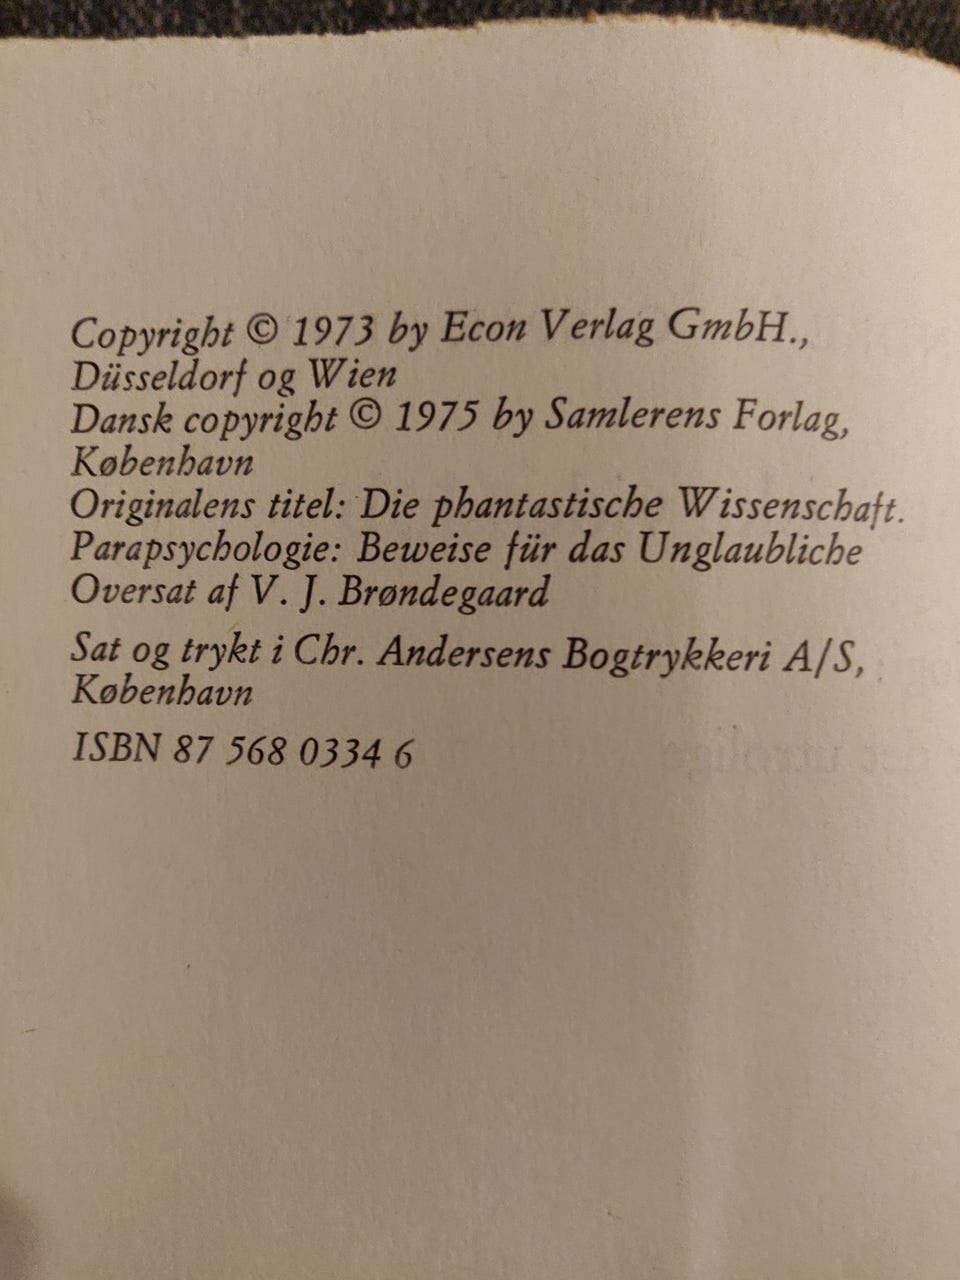 Copyright © 1973 by Econ Verlag GmbH.,
Düsseldorf og Wien
Dansk copyright © 1975 by Samlerens Forlag,
København
Originalens titel: Die phantastische Wissenschaft.
Parapsychologie: Beweise für das Unglaubliche
Oversat af V. J. Brøndegaard
Sat og trykt i Chr. Andersens Bogtrykkeri A/S,
København
ISBN 87 568 0334 6
det utrolige